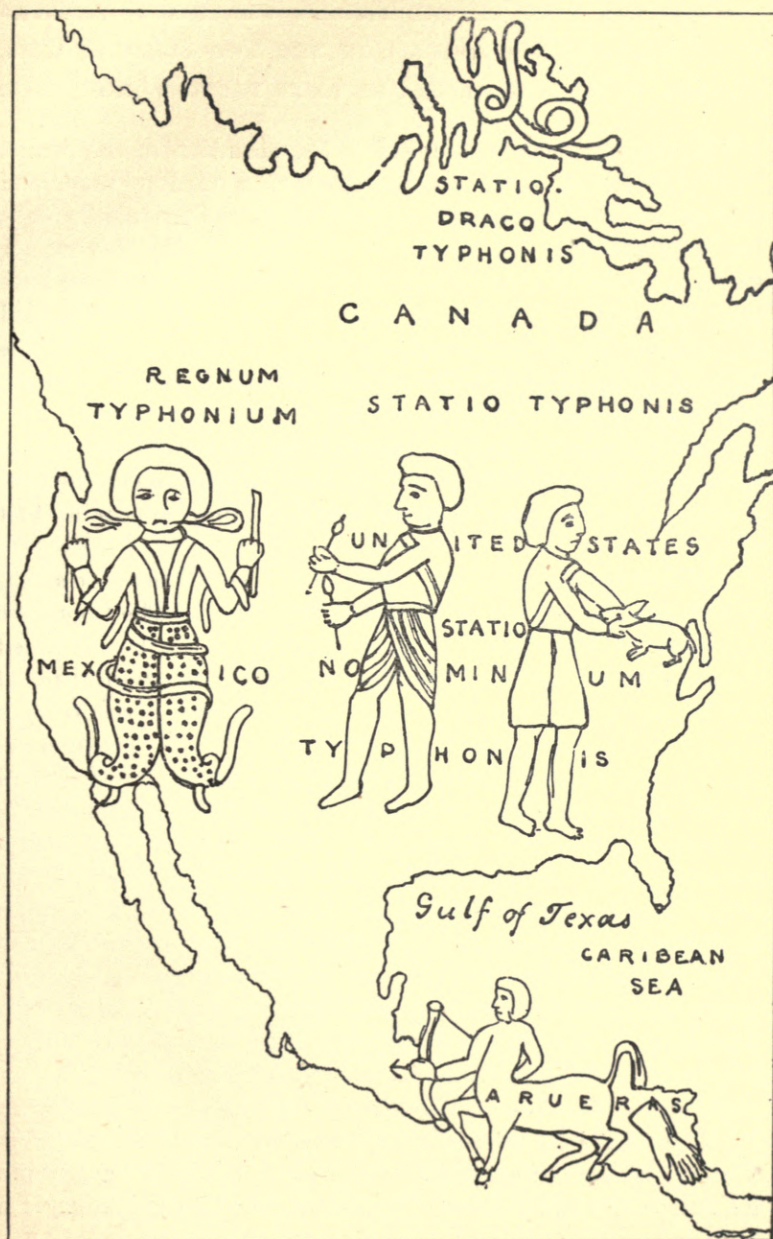 STATIO.
DRACO
TYPHONIS
CANADA
REGNUM
TYPHONIUM
STATIO TYPHONIS
UNITED STATES
STATIO
MEXICO
NOMINUM
TYPHONIS
Gulf of Texas
CARIBEAN
SEA
ARUERAS